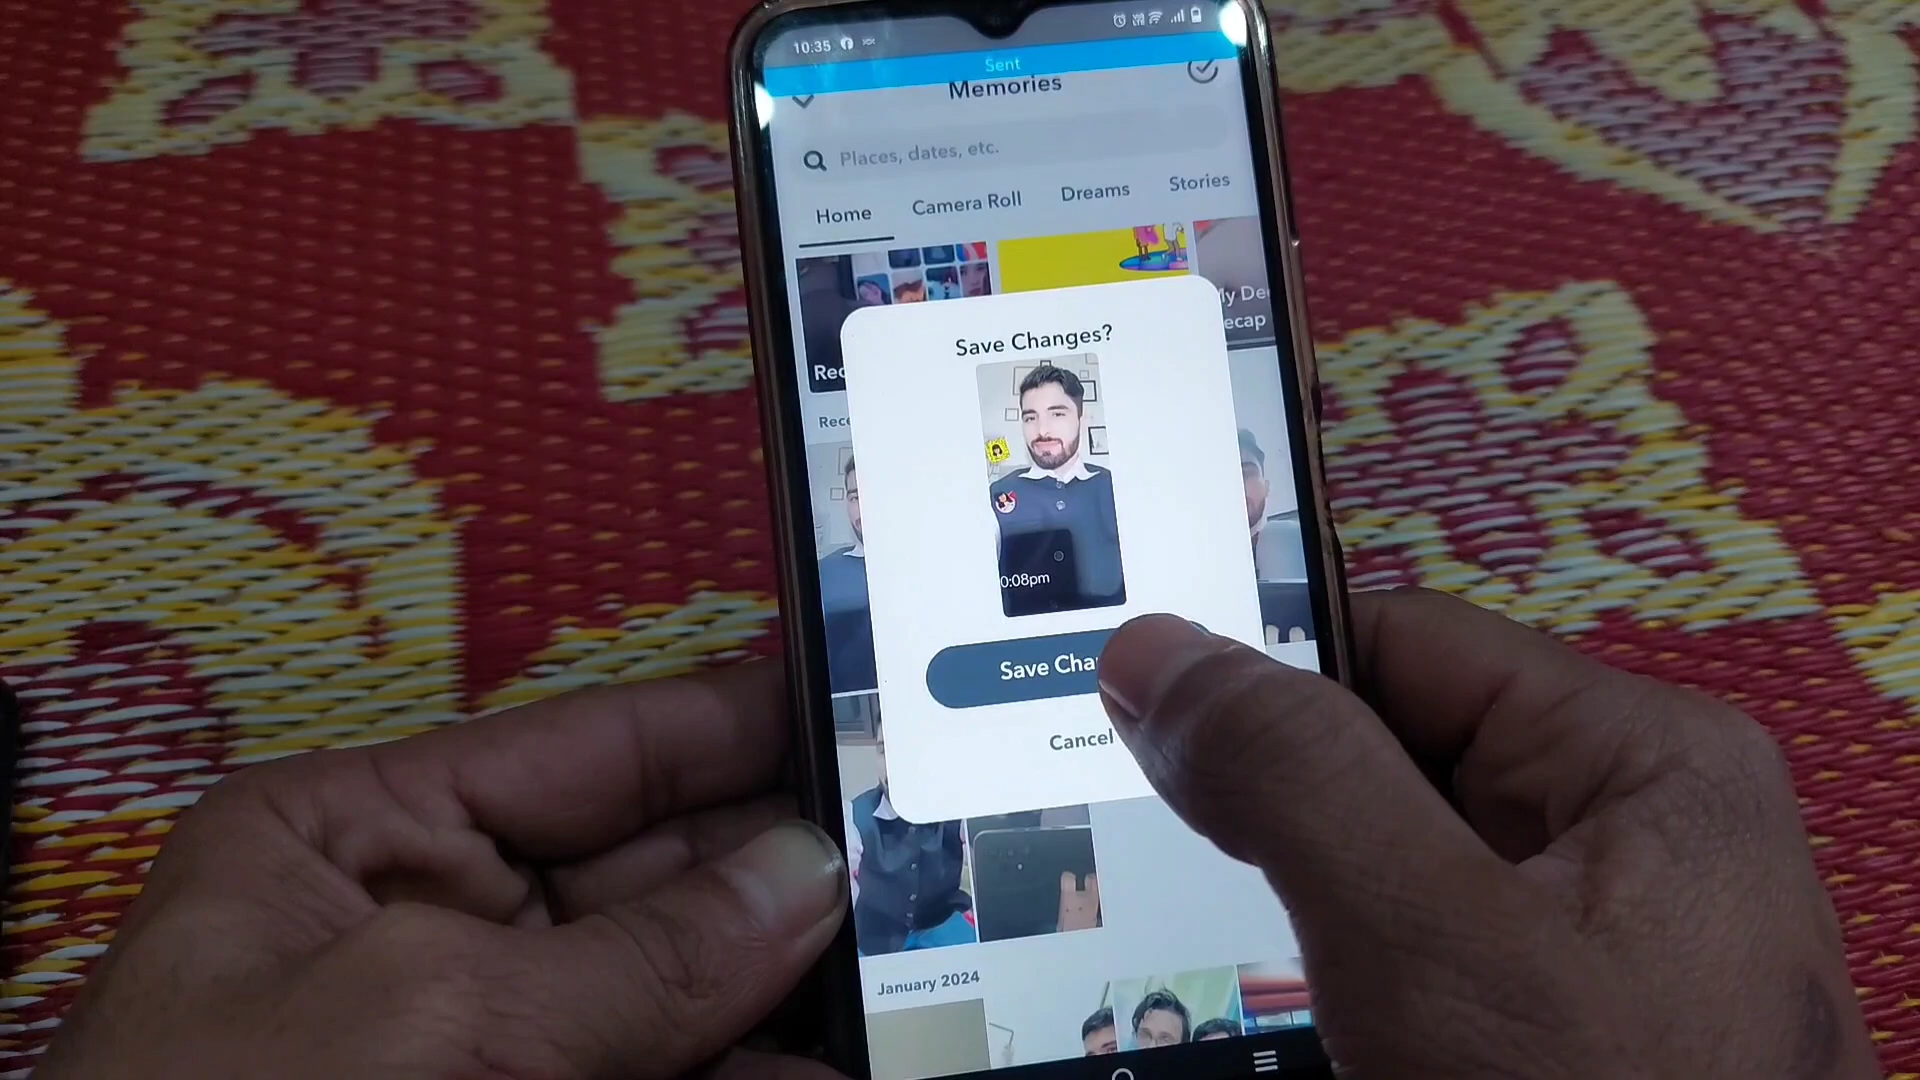 10:35
Sent
Memories
Places, dates, etc.
Home Camera Roll Dreams Stories
Save Changes?
0:08pm
Save
Cancel
January 2024